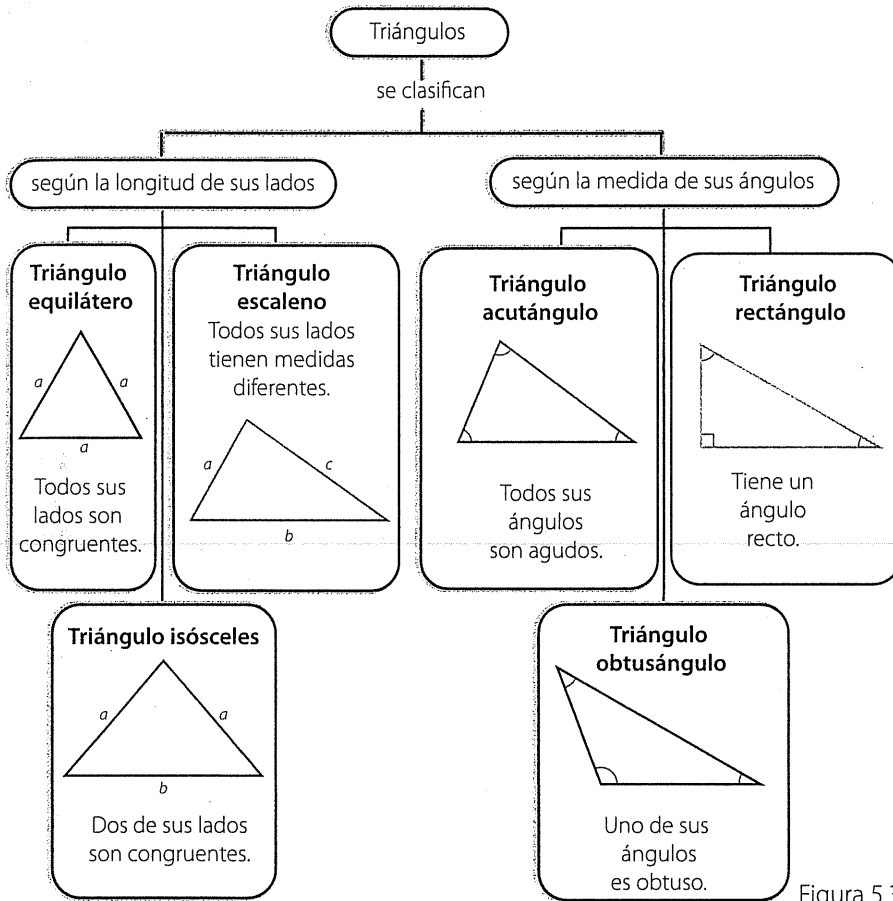 Triángulos
se clasifican
según la longitud de sus lados
según la medida de sus ángulos
Triángulo
equilátero
a
a
a
Todos sus
lados son
congruentes.
Triángulo
escaleno
Todos sus lados
tienen medidas
diferentes.
a
c
b
Triángulo
acutángulo
Todos sus
ángulos
son agudos.
Triángulo
rectángulo
Tiene un
ángulo
recto.
Triángulo isósceles
a
a
b
Dos de sus lados
son congruentes.
Triángulo
obtusángulo
Uno de sus
ángulos
es obtuso.
Figura